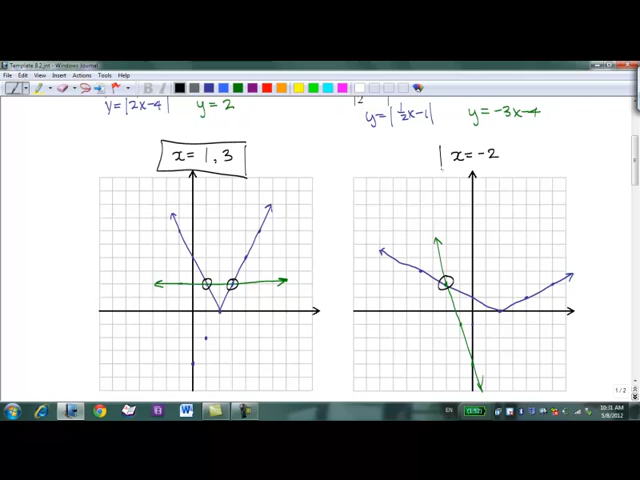 Template 8.2.jnt - Windows Journal
File Edit View Insert Actions Tools Help
y=|2x-4| y=2
y=|½x-1| y=-3x-4
x=1,3
x=-2
1 / 2
EN
10:31 AM
5/8/2012